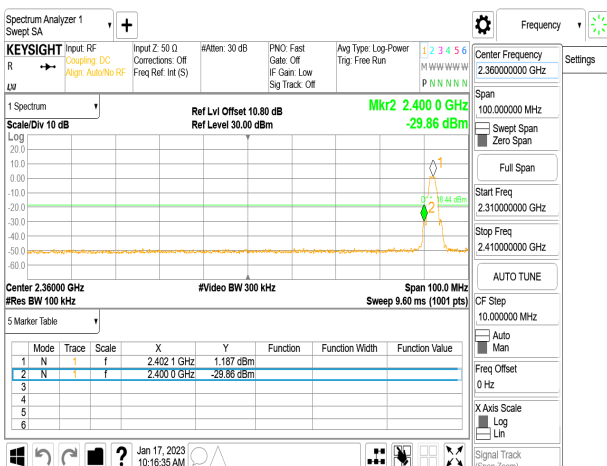 Spectrum Analyzer 1
Swept SA
+
Frequency
KEYSIGHT
R
Input: RF
Coupling: DC
Align: Auto/No RF
Input Z: 50 Ω
Corrections: Off
Freq Ref: Int (S)
#Atten: 30 dB
PNO: Fast
Gate: Off
IF Gain: Low
Sig Track: Off
Avg Type: Log-Power
Trig: Free Run
1 2 3 4 5 6
M W W W W W
P N N N N N
Center Frequency
2.360000000 GHz
Settings
Span
100.000000 MHz
Swept Span
Zero Span
Full Span
Start Freq
2.310000000 GHz
Stop Freq
2.410000000 GHz
AUTO TUNE
CF Step
10.000000 MHz
Auto
Man
Freq Offset
0 Hz
X Axis Scale
Log
Lin
Signal Track
(Span Zoom)
1 Spectrum
Scale/Div 10 dB
Log
Ref Lvl Offset 10.80 dB
Ref Level 30.00 dBm
Mkr2 2.400 0 GHz
-29.86 dBm
20.0
10.0
0.00
-10.0
-20.0
-30.0
-40.0
-50.0
-60.0
1
2
Center 2.36000 GHz
#Res BW 100 kHz
#Video BW 300 kHz
Span 100.0 MHz
Sweep 9.60 ms (1001 pts)
5 Marker Table
Mode Trace Scale X Y Function Function Width Function Value
1 N 1 f 2.402 1 GHz 1.187 dBm
2 N 1 f 2.400 0 GHz -29.86 dBm
3
4
5
6
?
Jan 17, 2023
10:16:35 AM